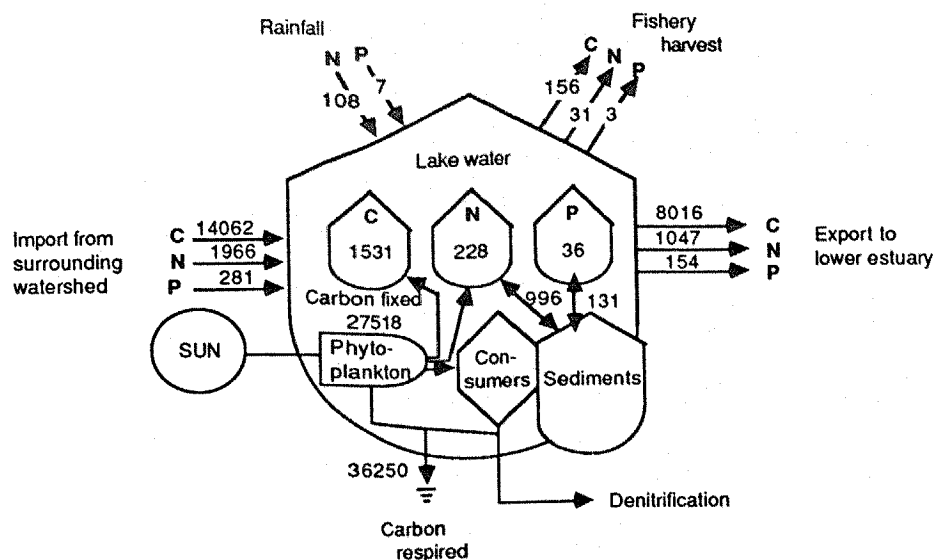 Rainfall
N P
108 7
Fishery
harvest
C N P
156 31 3
Lake water
C N P
1531 228 36
Import from
surrounding
watershed
C 14062
N 1966
P 281
8016 C
1047 N
154 P
Export to
lower estuary
Carbon fixed
27518
996 131
SUN
Phyto-
plankton
Con-
sumers
Sediments
36250
Carbon
respired
Denitrification